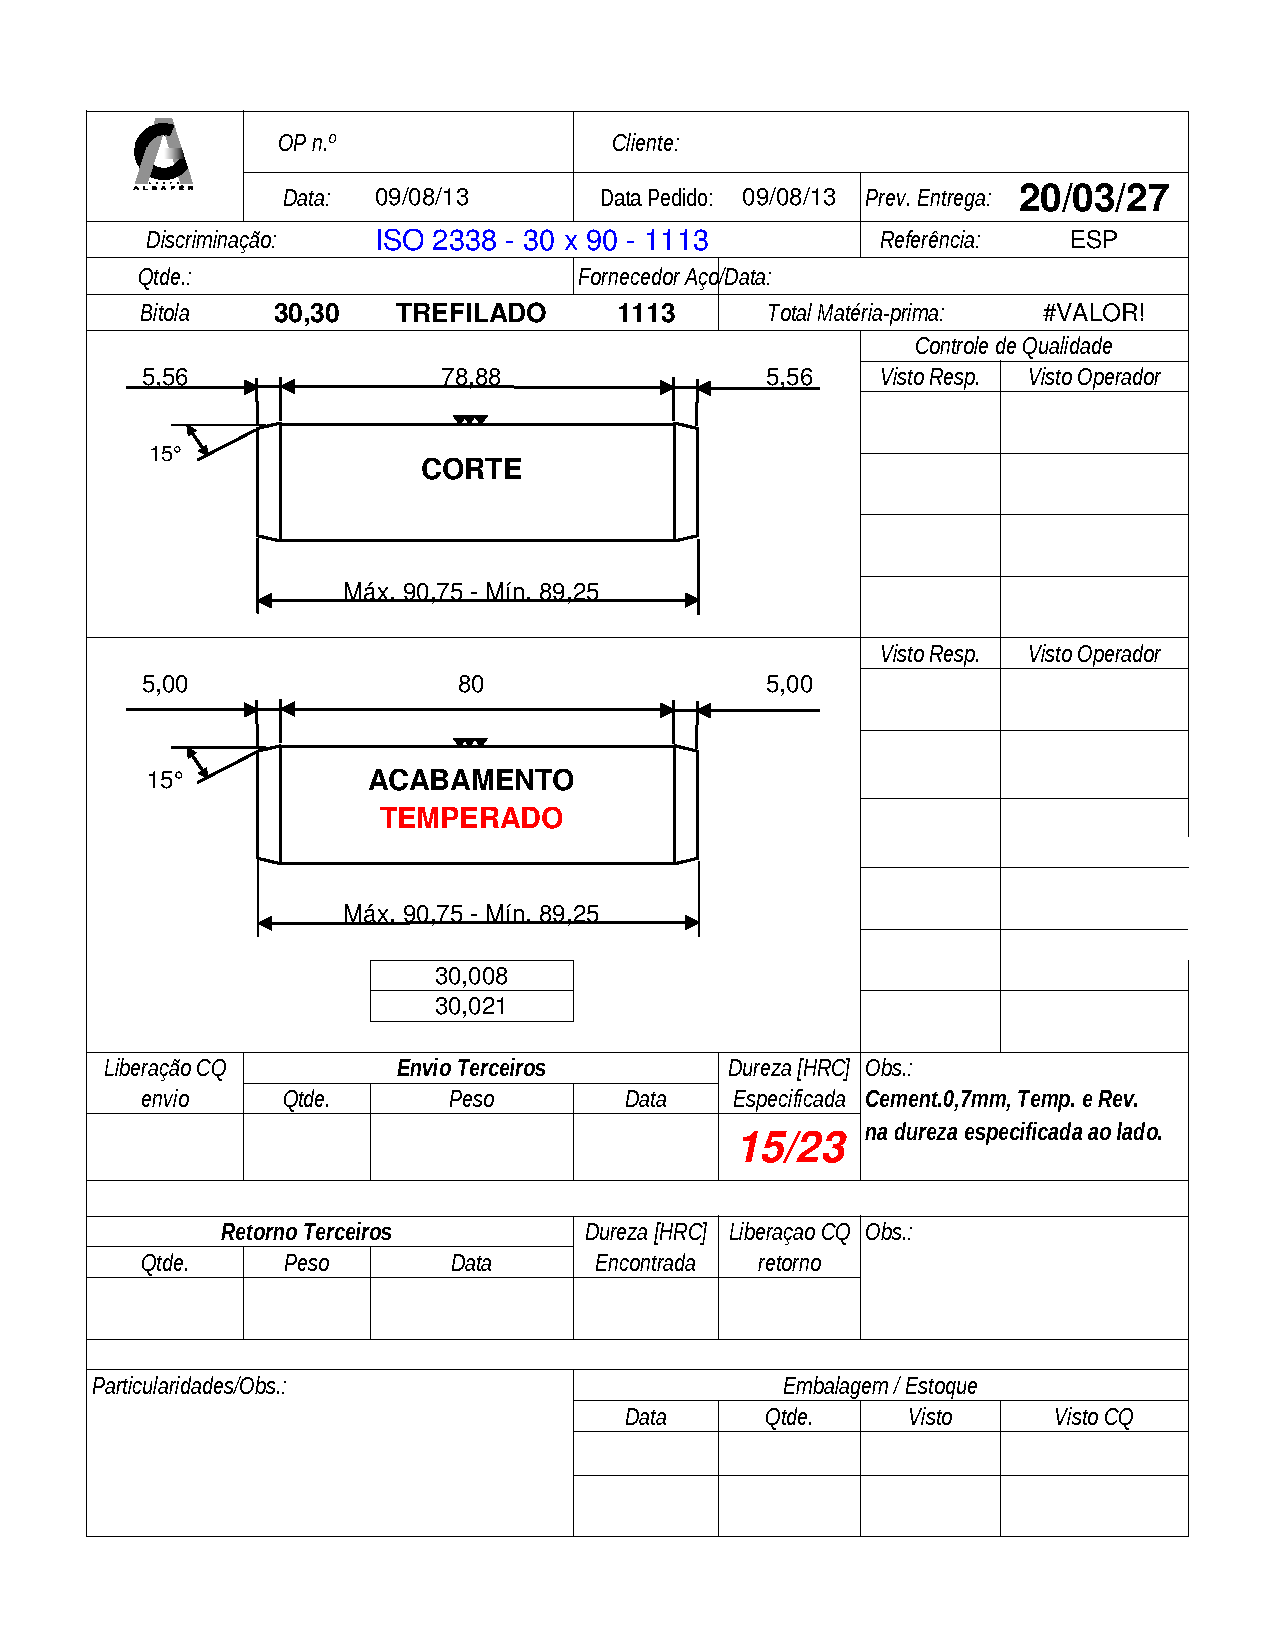 ALBAFER
OP n.º Cliente:
Data: 09/08/13 Data Pedido: 09/08/13 Prev. Entrega: 20/03/27
Discriminação: ISO 2338 - 30 x 90 - 1113 Referência: ESP
Qtde.: Fornecedor Aço/Data:
Bitola 30,30 TREFILADO 1113 Total Matéria-prima: #VALOR!
Controle de Qualidade
5,56 78,88 5,56 Visto Resp. Visto Operador
15°
CORTE
Máx. 90,75 - Mín. 89,25
Visto Resp. Visto Operador
5,00 80 5,00
15° ACABAMENTO
TEMPERADO
Máx. 90,75 - Mín. 89,25
30,008
30,021
Liberação CQ Envio Terceiros Dureza [HRC] Obs.:
envio Qtde. Peso Data Especificada Cement.0,7mm, Temp. e Rev.
15/23 na dureza especificada ao lado.
Retorno Terceiros Dureza [HRC] Liberaçao CQ Obs.:
Qtde. Peso Data Encontrada retorno
Particularidades/Obs.: Embalagem / Estoque
Data Qtde. Visto Visto CQ